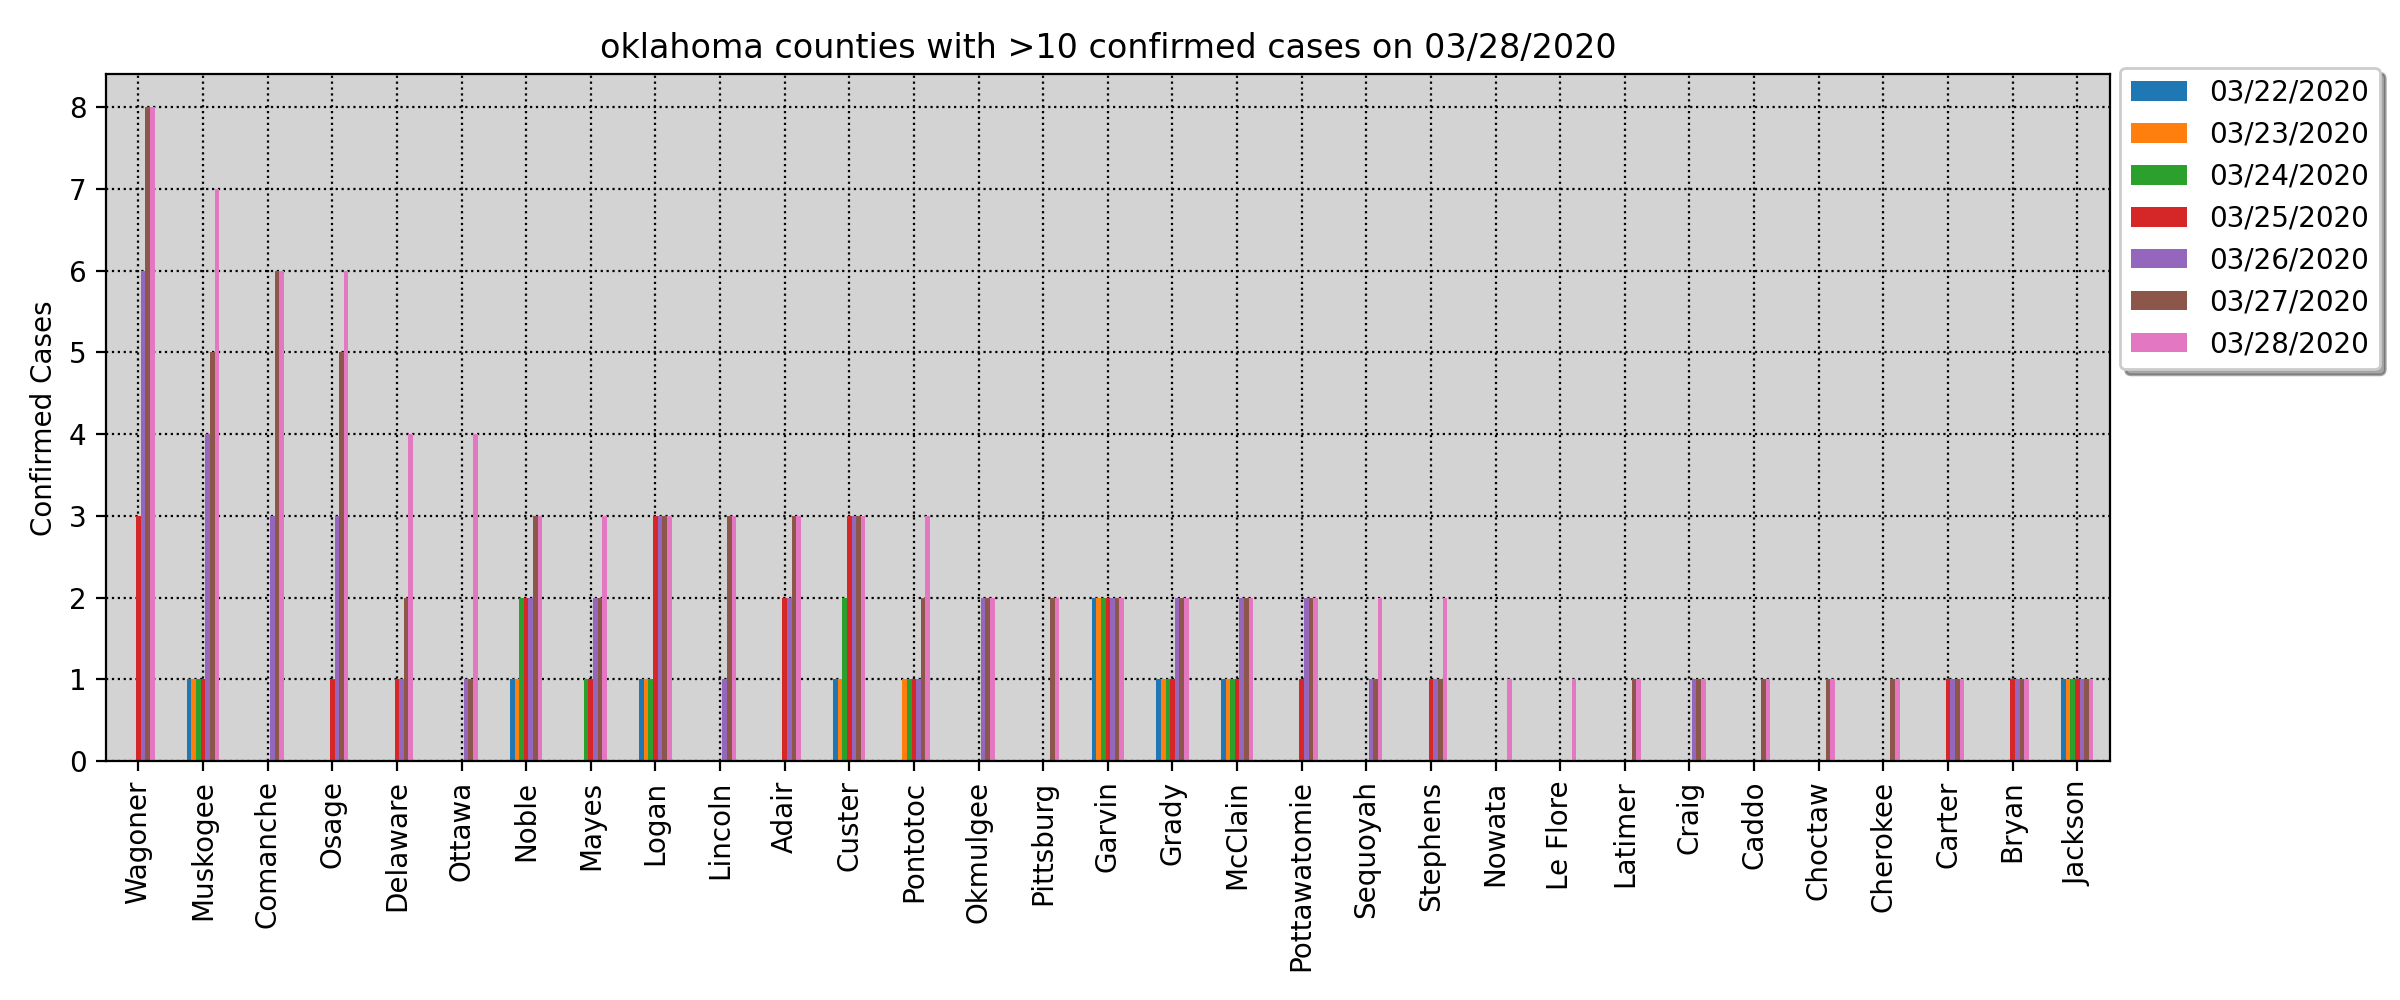 oklahoma counties with >10 confirmed cases on 03/28/2020
Confirmed Cases
8
7
6
5
4
3
2
1
0
Wagoner
Muskogee
Comanche
Osage
Delaware
Ottawa
Noble
Mayes
Logan
Lincoln
Adair
Custer
Pontotoc
Okmulgee
Pittsburg
Garvin
Grady
McClain
Pottawatomie
Sequoyah
Stephens
Nowata
Le Flore
Latimer
Craig
Caddo
Choctaw
Cherokee
Carter
Bryan
Jackson
03/22/2020
03/23/2020
03/24/2020
03/25/2020
03/26/2020
03/27/2020
03/28/2020